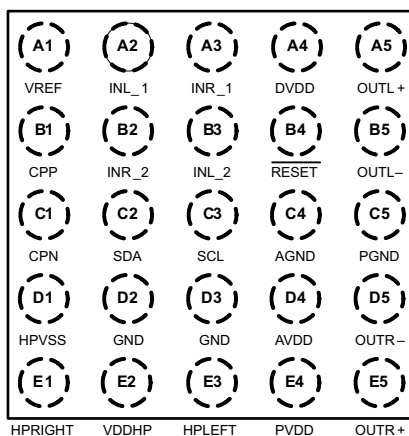 A1 A2 A3 A4 A5
VREF INL_1 INR_1 DVDD OUTL+
B1 B2 B3 B4 B5
CPP INR_2 INL_2 RESET OUTL–
C1 C2 C3 C4 C5
CPN SDA SCL AGND PGND
D1 D2 D3 D4 D5
HPVSS GND GND AVDD OUTR–
E1 E2 E3 E4 E5
HPRIGHT VDDHP HPLEFT PVDD OUTR+